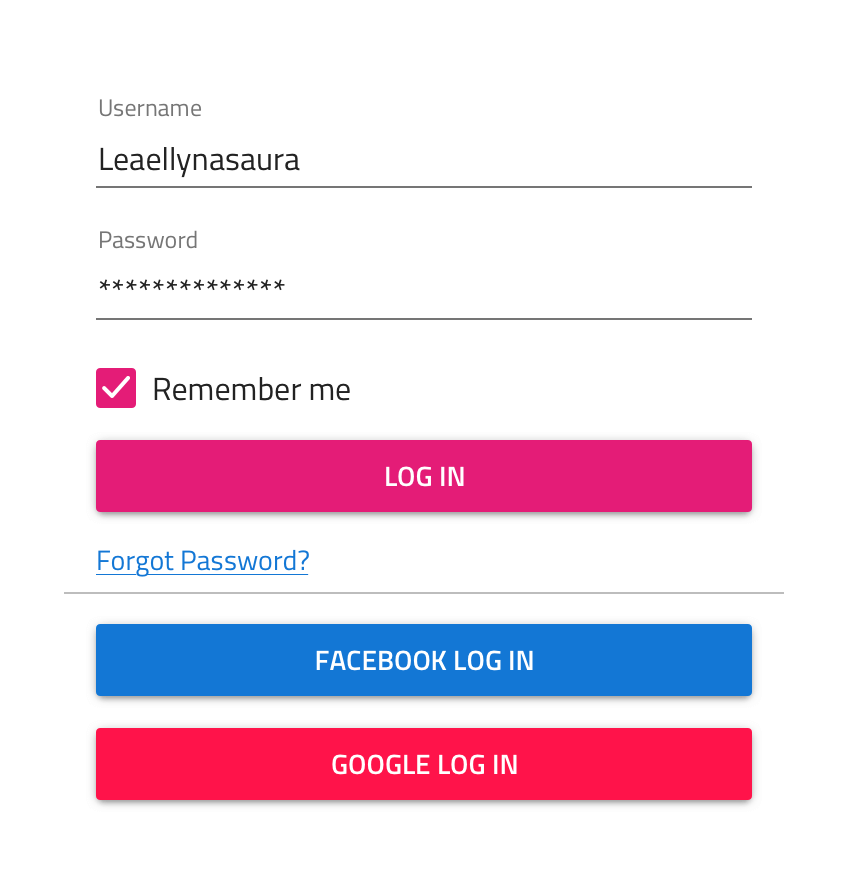 Username
Leaellynasaura
Password
**************
Remember me
LOG IN
Forgot Password?
FACEBOOK LOG IN
GOOGLE LOG IN